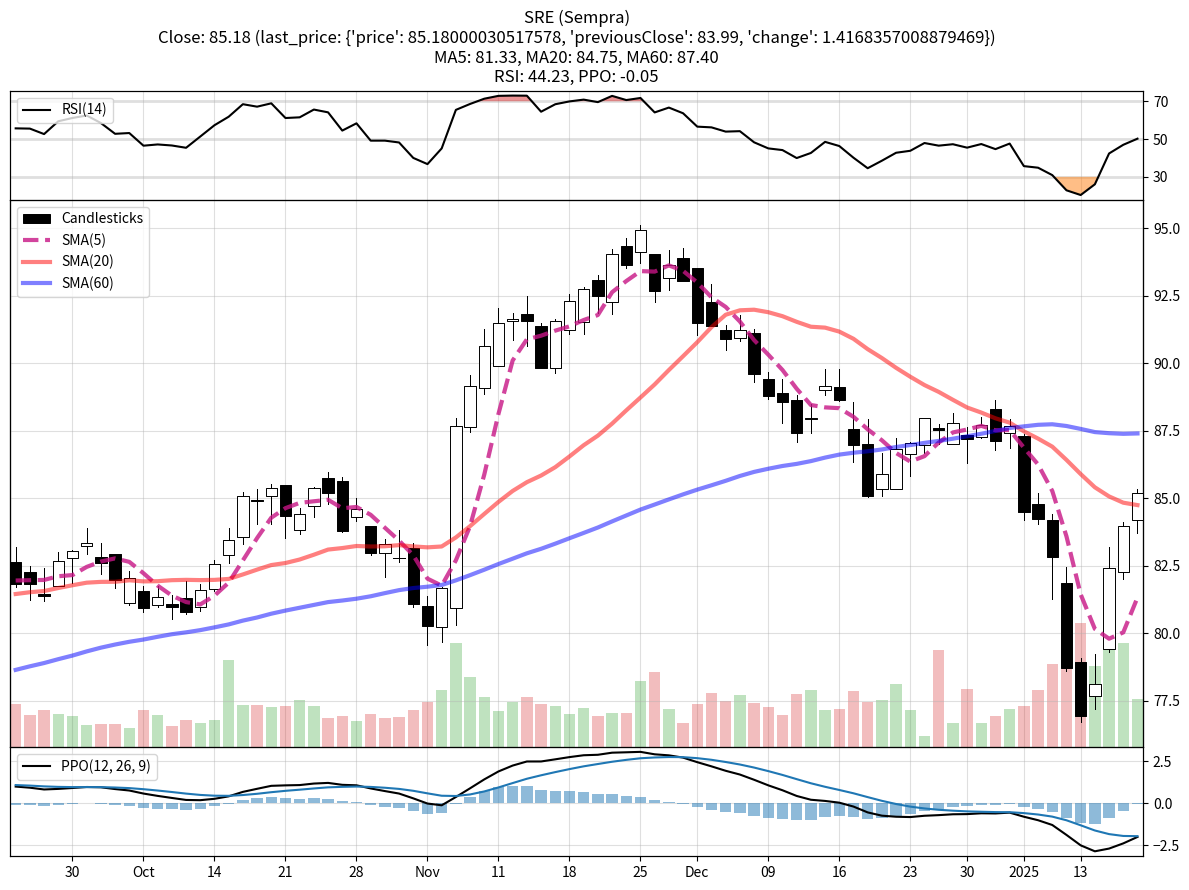 SRE (Sempra)
Close: 85.18 (last_price: {'price': 85.18000030517578, 'previousClose': 83.99, 'change': 1.4168357008879469})
MA5: 81.33, MA20: 84.75, MA60: 87.40
RSI: 44.23, PPO: -0.05
RSI(14)
70
50
30
Candlesticks
SMA(5)
SMA(20)
SMA(60)
95.0
92.5
90.0
87.5
85.0
82.5
80.0
77.5
PPO(12, 26, 9)
2.5
0.0
−2.5
30 Oct 14 21 28 Nov 11 18 25 Dec 09 16 23 30 2025 13